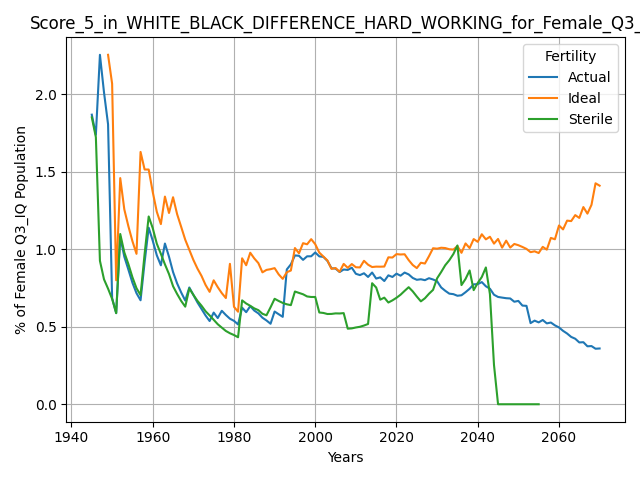 Score_5_in_WHITE_BLACK_DIFFERENCE_HARD_WORKING_for_Female_Q3_
Fertility
Actual
Ideal
Sterile
% of Female Q3_IQ Population
2.0
1.5
1.0
0.5
0.0
1940 1960 1980 2000 2020 2040 2060
Years